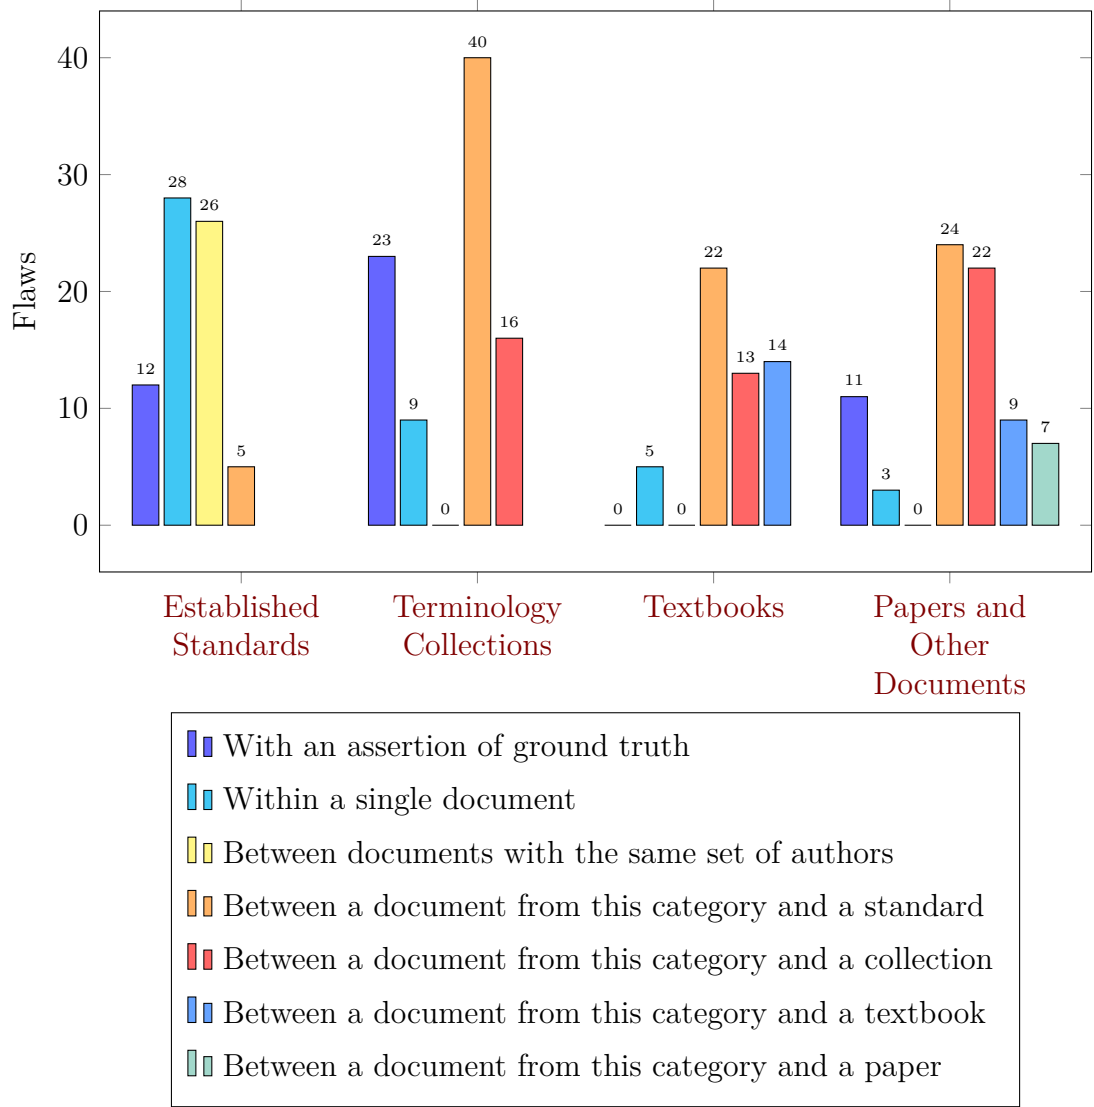 40
30
20
10
0
Flaws
12
28
26
5
23
9
0
40
16
0
5
0
22
13
14
11
3
0
24
22
9
7
Established
Standards
Terminology
Collections
Textbooks
Papers and
Other
Documents
With an assertion of ground truth
Within a single document
Between documents with the same set of authors
Between a document from this category and a standard
Between a document from this category and a collection
Between a document from this category and a textbook
Between a document from this category and a paper